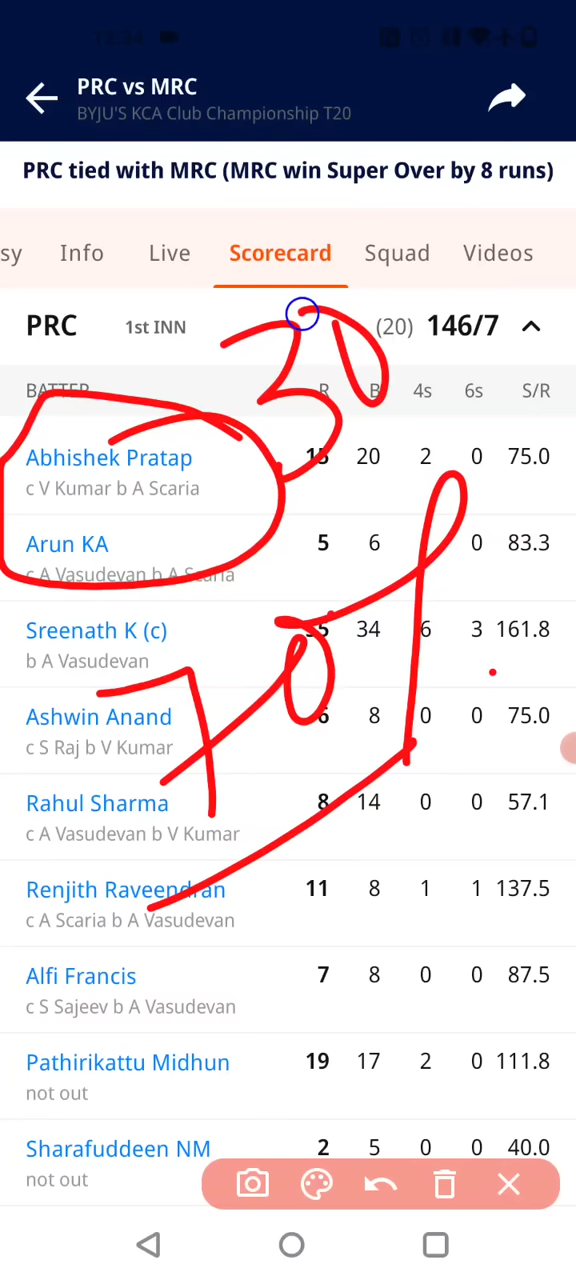 PRC vs MRC
BYJU'S KCA Club Championship T20
PRC tied with MRC (MRC win Super Over by 8 runs)
sy Info Live Scorecard Squad Videos
PRC 1st INN (20) 146/7
30
BATTER R B 4s 6s S/R
Abhishek Pratap 15 20 2 0 75.0
c V Kumar b A Scaria
Arun KA 5 6 0 83.3
c A Vasudevan b A Scaria
Sreenath K (c) 34 6 3 161.8
b A Vasudevan
Ashwin Anand 6 8 0 0 75.0
c S Raj b V Kumar
Rahul Sharma 8 14 0 0 57.1
c A Vasudevan b V Kumar
Renjith Raveendran 11 8 1 1 137.5
c A Scaria b A Vasudevan
Alfi Francis 7 8 0 0 87.5
c S Sajeev b A Vasudevan
Pathirikattu Midhun 19 17 2 0 111.8
not out
Sharafuddeen NM 2 5 0 0 40.0
not out